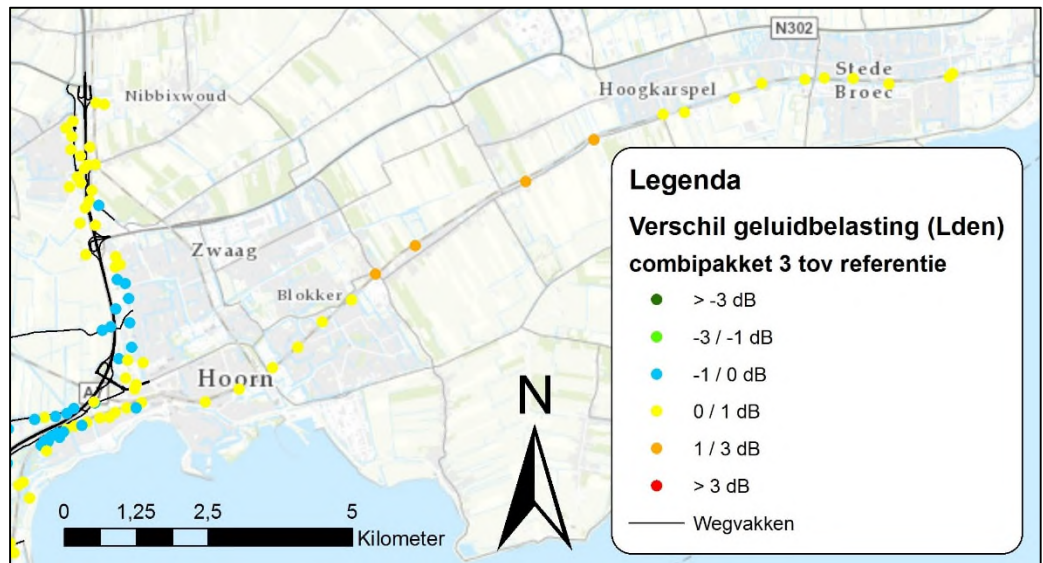 N302
Nibbixwoud
Hoogkarspel
Stede
Broec
Zwaag
Blokker
Hoorn
A
N
0 1,25 2,5 5
Kilometer
Legenda
Verschil geluidbelasting (Lden)
combipakket 3 tov referentie
> -3 dB
-3 / -1 dB
-1 / 0 dB
0 / 1 dB
1 / 3 dB
> 3 dB
Wegvakken